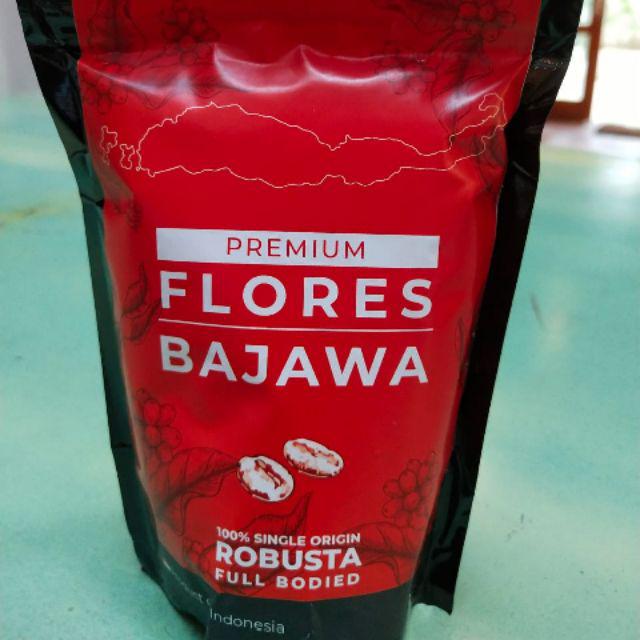 PREMIUM
FLORES
BAJAWA
100% SINGLE ORIGIN
ROBUSTA
FULL BODIED
Indonesia